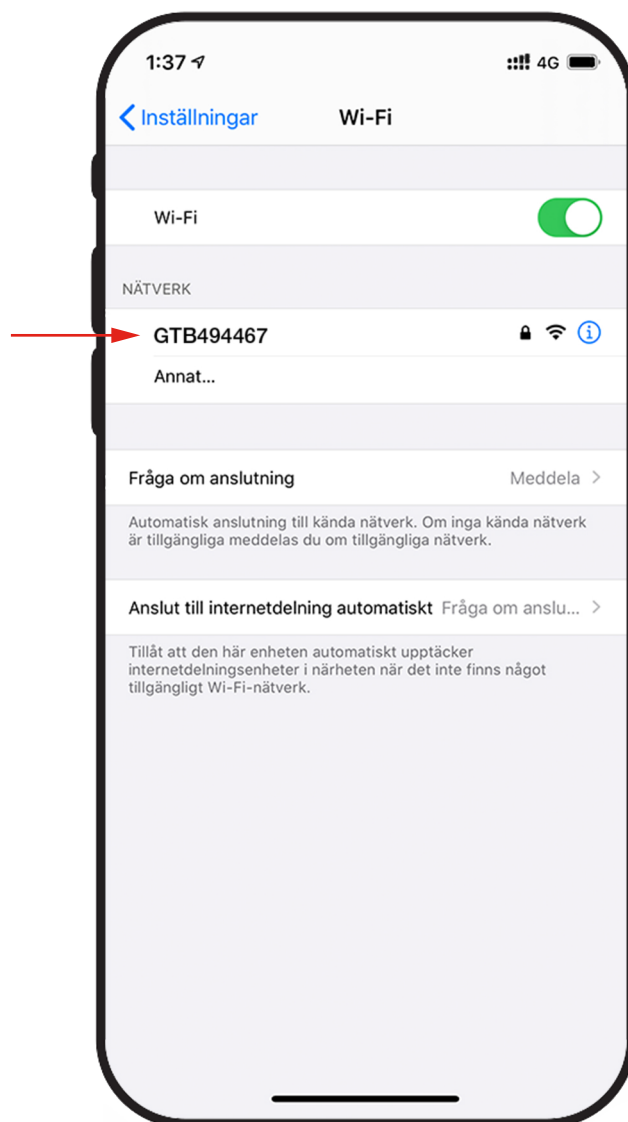 1:37 4G
Inställningar Wi-Fi
Wi-Fi
NÄTVERK
GTB494467
Annat...
Fråga om anslutning Meddela
Automatisk anslutning till kända nätverk. Om inga kända nätverk
är tillgängliga meddelas du om tillgängliga nätverk.
Anslut till internetdelning automatiskt Fråga om anslu...
Tillåt att den här enheten automatiskt upptäcker
internetdelningsenheter i närheten när det inte finns något
tillgängligt Wi-Fi-nätverk.